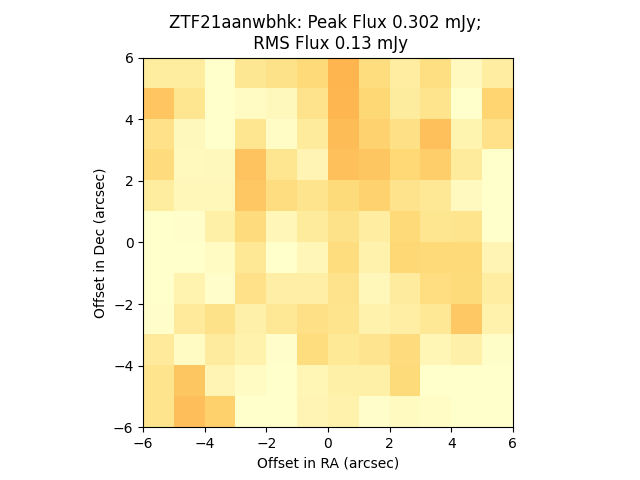 ZTF21aanwbhk: Peak Flux 0.302 mJy;
RMS Flux 0.13 mJy
6
4
2
0
−2
−4
−6
Offset in Dec (arcsec)
−6 −4 −2 0 2 4 6
Offset in RA (arcsec)